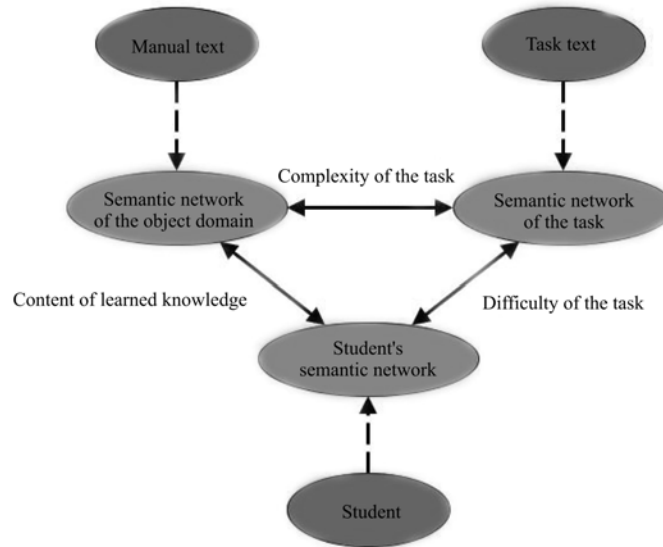 Manual text
Task text
Complexity of the task
Semantic network
of the object domain
Semantic network
of the task
Content of learned knowledge
Difficulty of the task
Student's
semantic network
Student